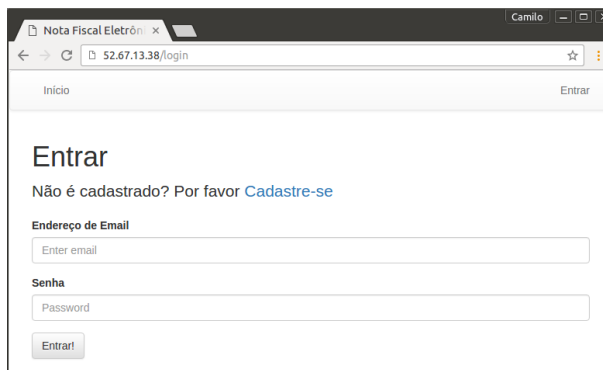 Camilo
Nota Fiscal Eletrôn
52.67.13.38/login
Início
Entrar
Entrar
Não é cadastrado? Por favor Cadastre-se
Endereço de Email
Enter email
Senha
Password
Entrar!